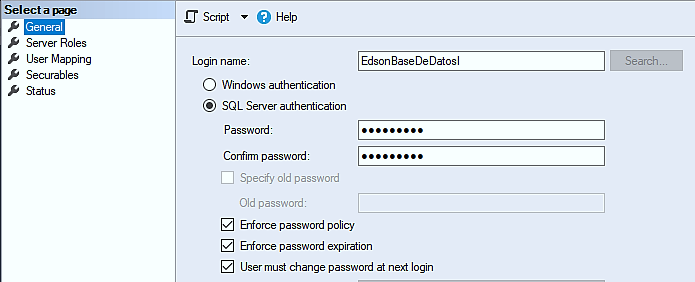 Select a page
General
Server Roles
User Mapping
Securables
Status
Script
Help
Login name:
EdsonBaseDeDatosI
Search...
Windows authentication
SQL Server authentication
Password:
●●●●●●●●●
Confirm password:
●●●●●●●●●
Specify old password
Old password:
Enforce password policy
Enforce password expiration
User must change password at next login